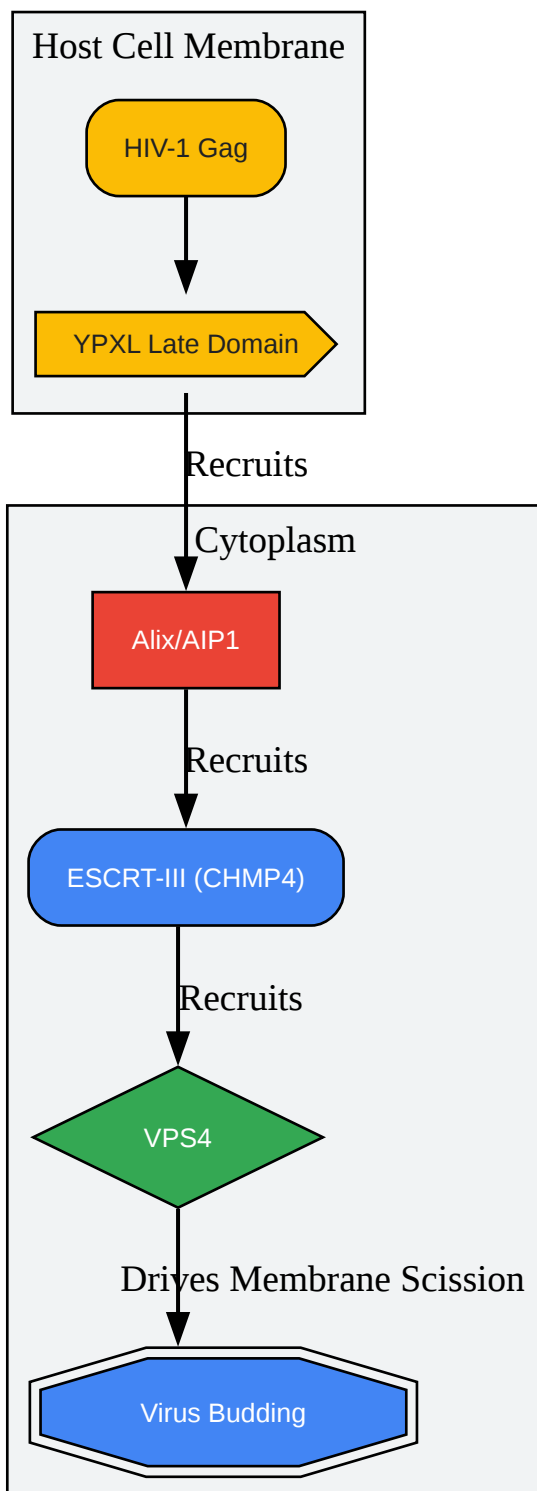 Host Cell Membrane
HIV-1 Gag
YPXL Late Domain
Recruits
Cytoplasm
Alix/AIP1
Recruits
ESCRT-III (CHMP4)
Recruits
VPS4
Drives Membrane Scission
Virus Budding